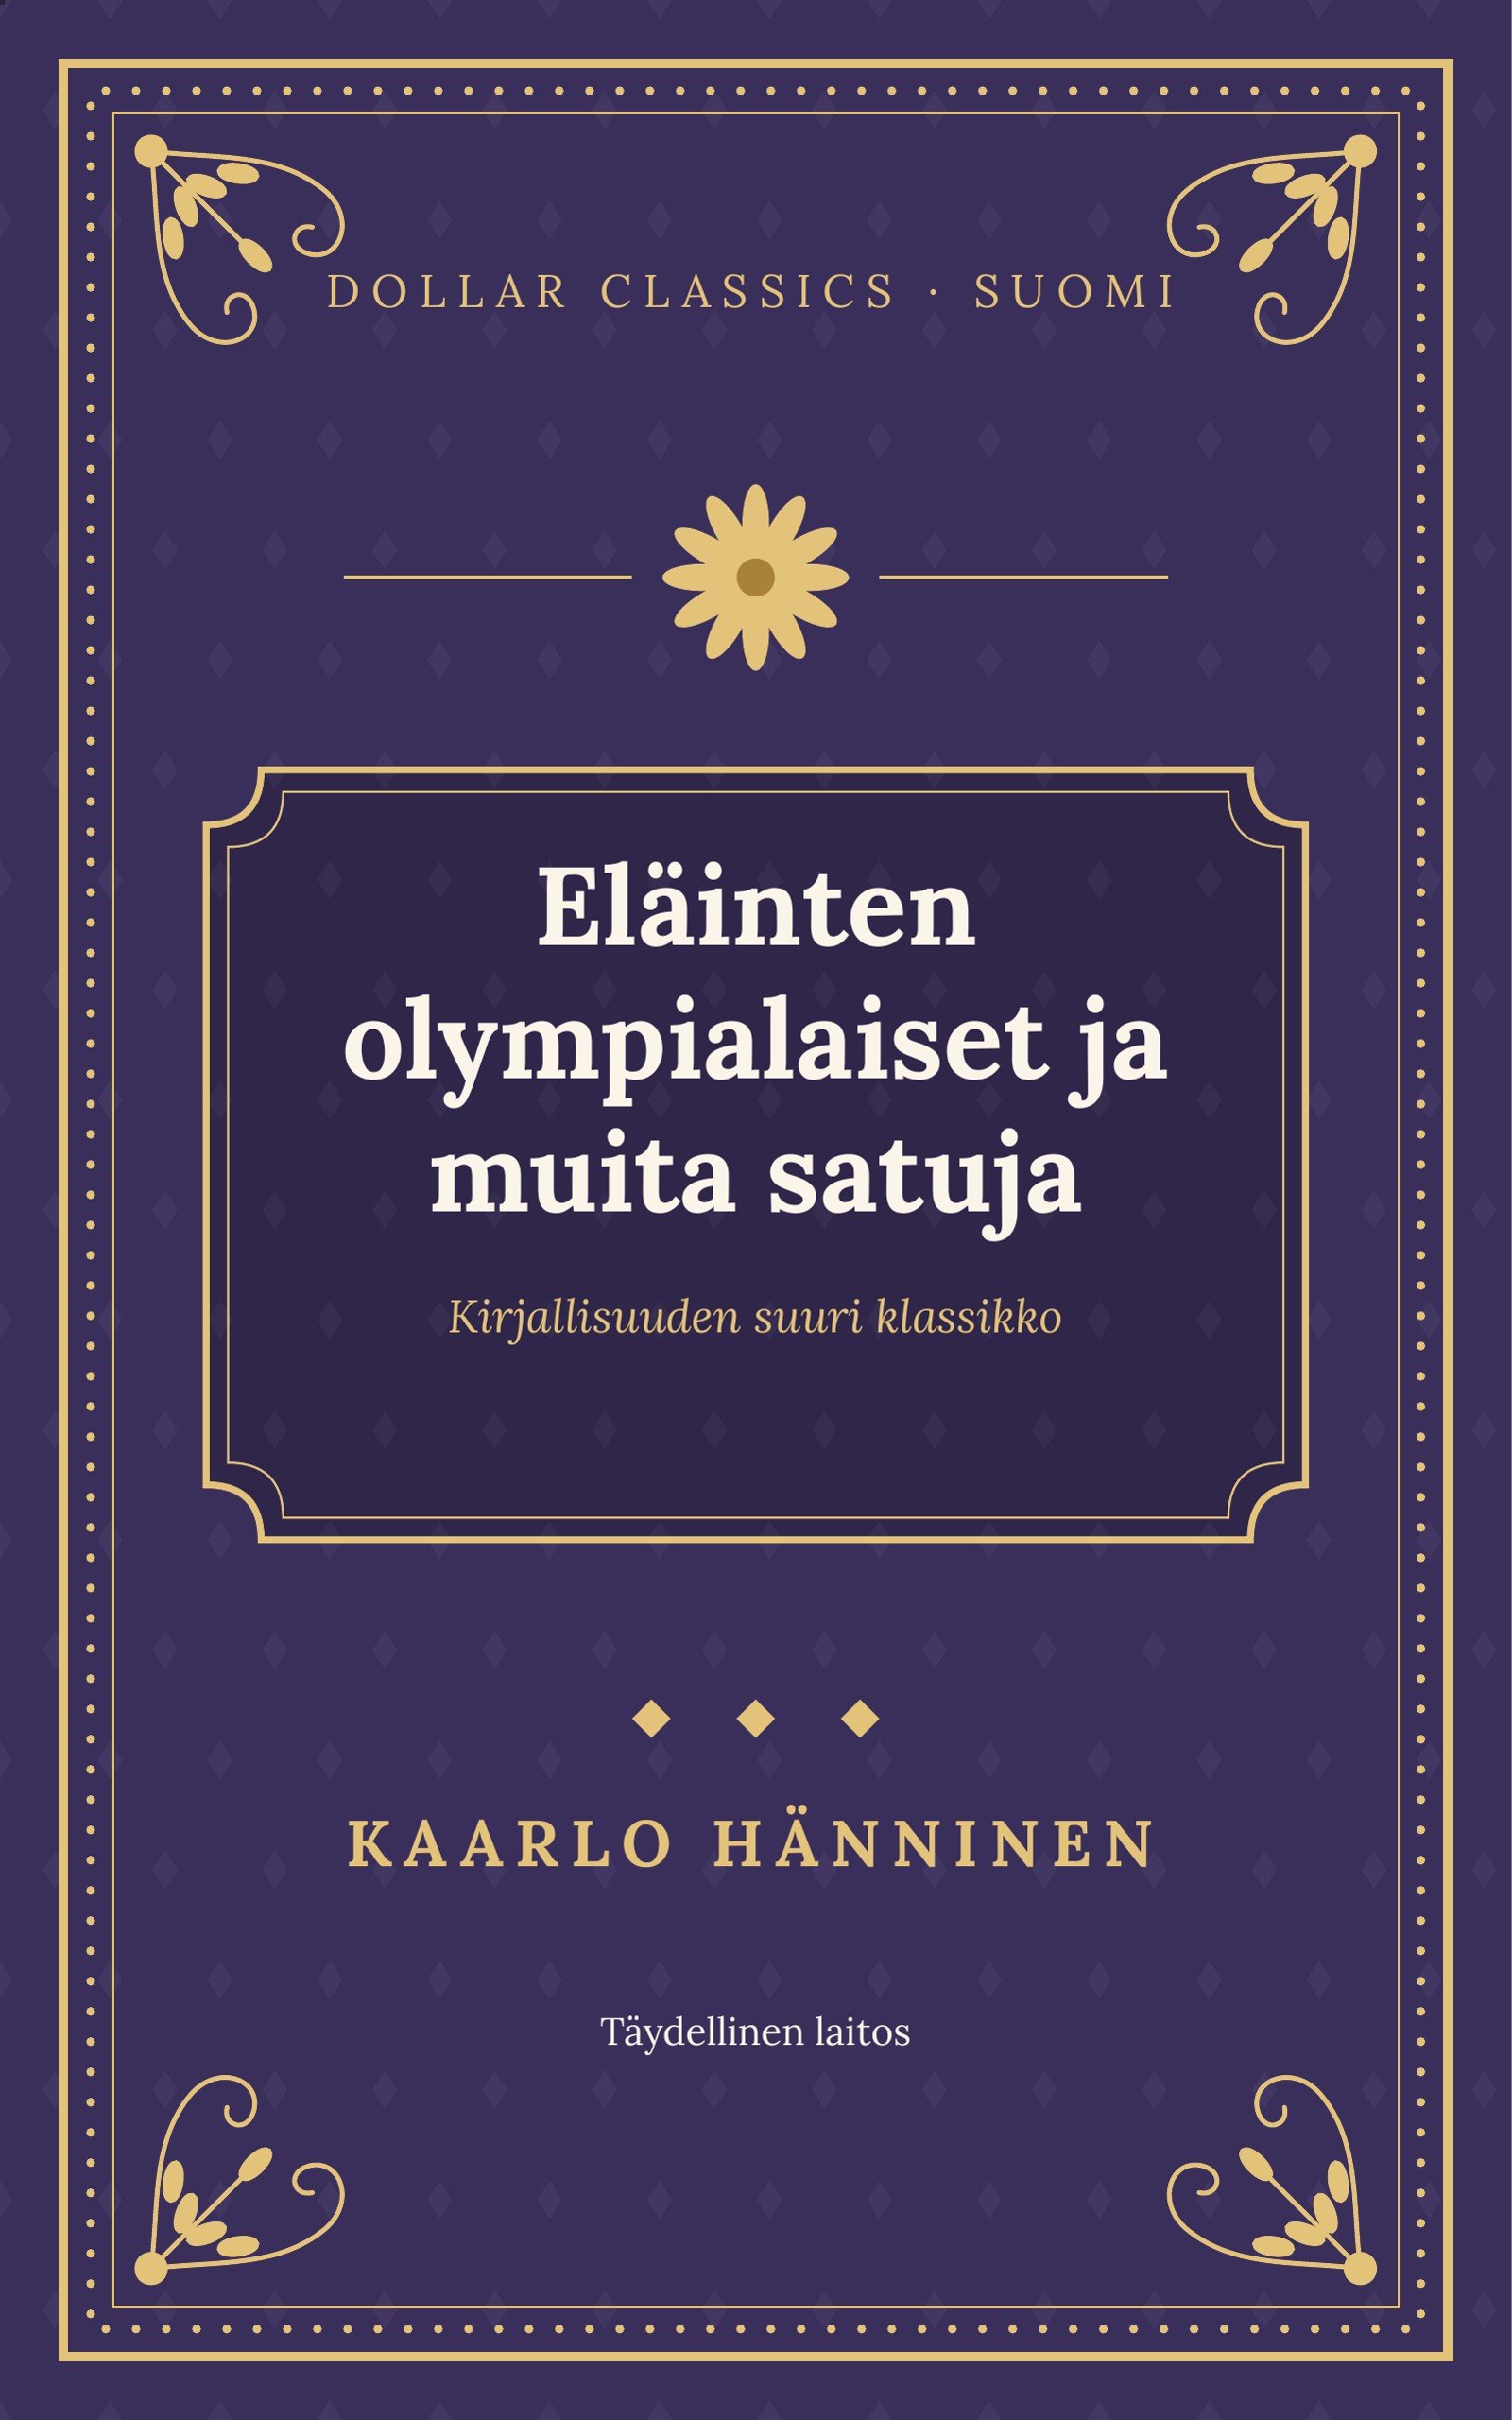 DOLLAR CLASSICS · SUOMI
Eläinten
olympialaiset ja
muita satuja
Kirjallisuuden suuri klassikko
KAARLO HÄNNINEN
Täydellinen laitos